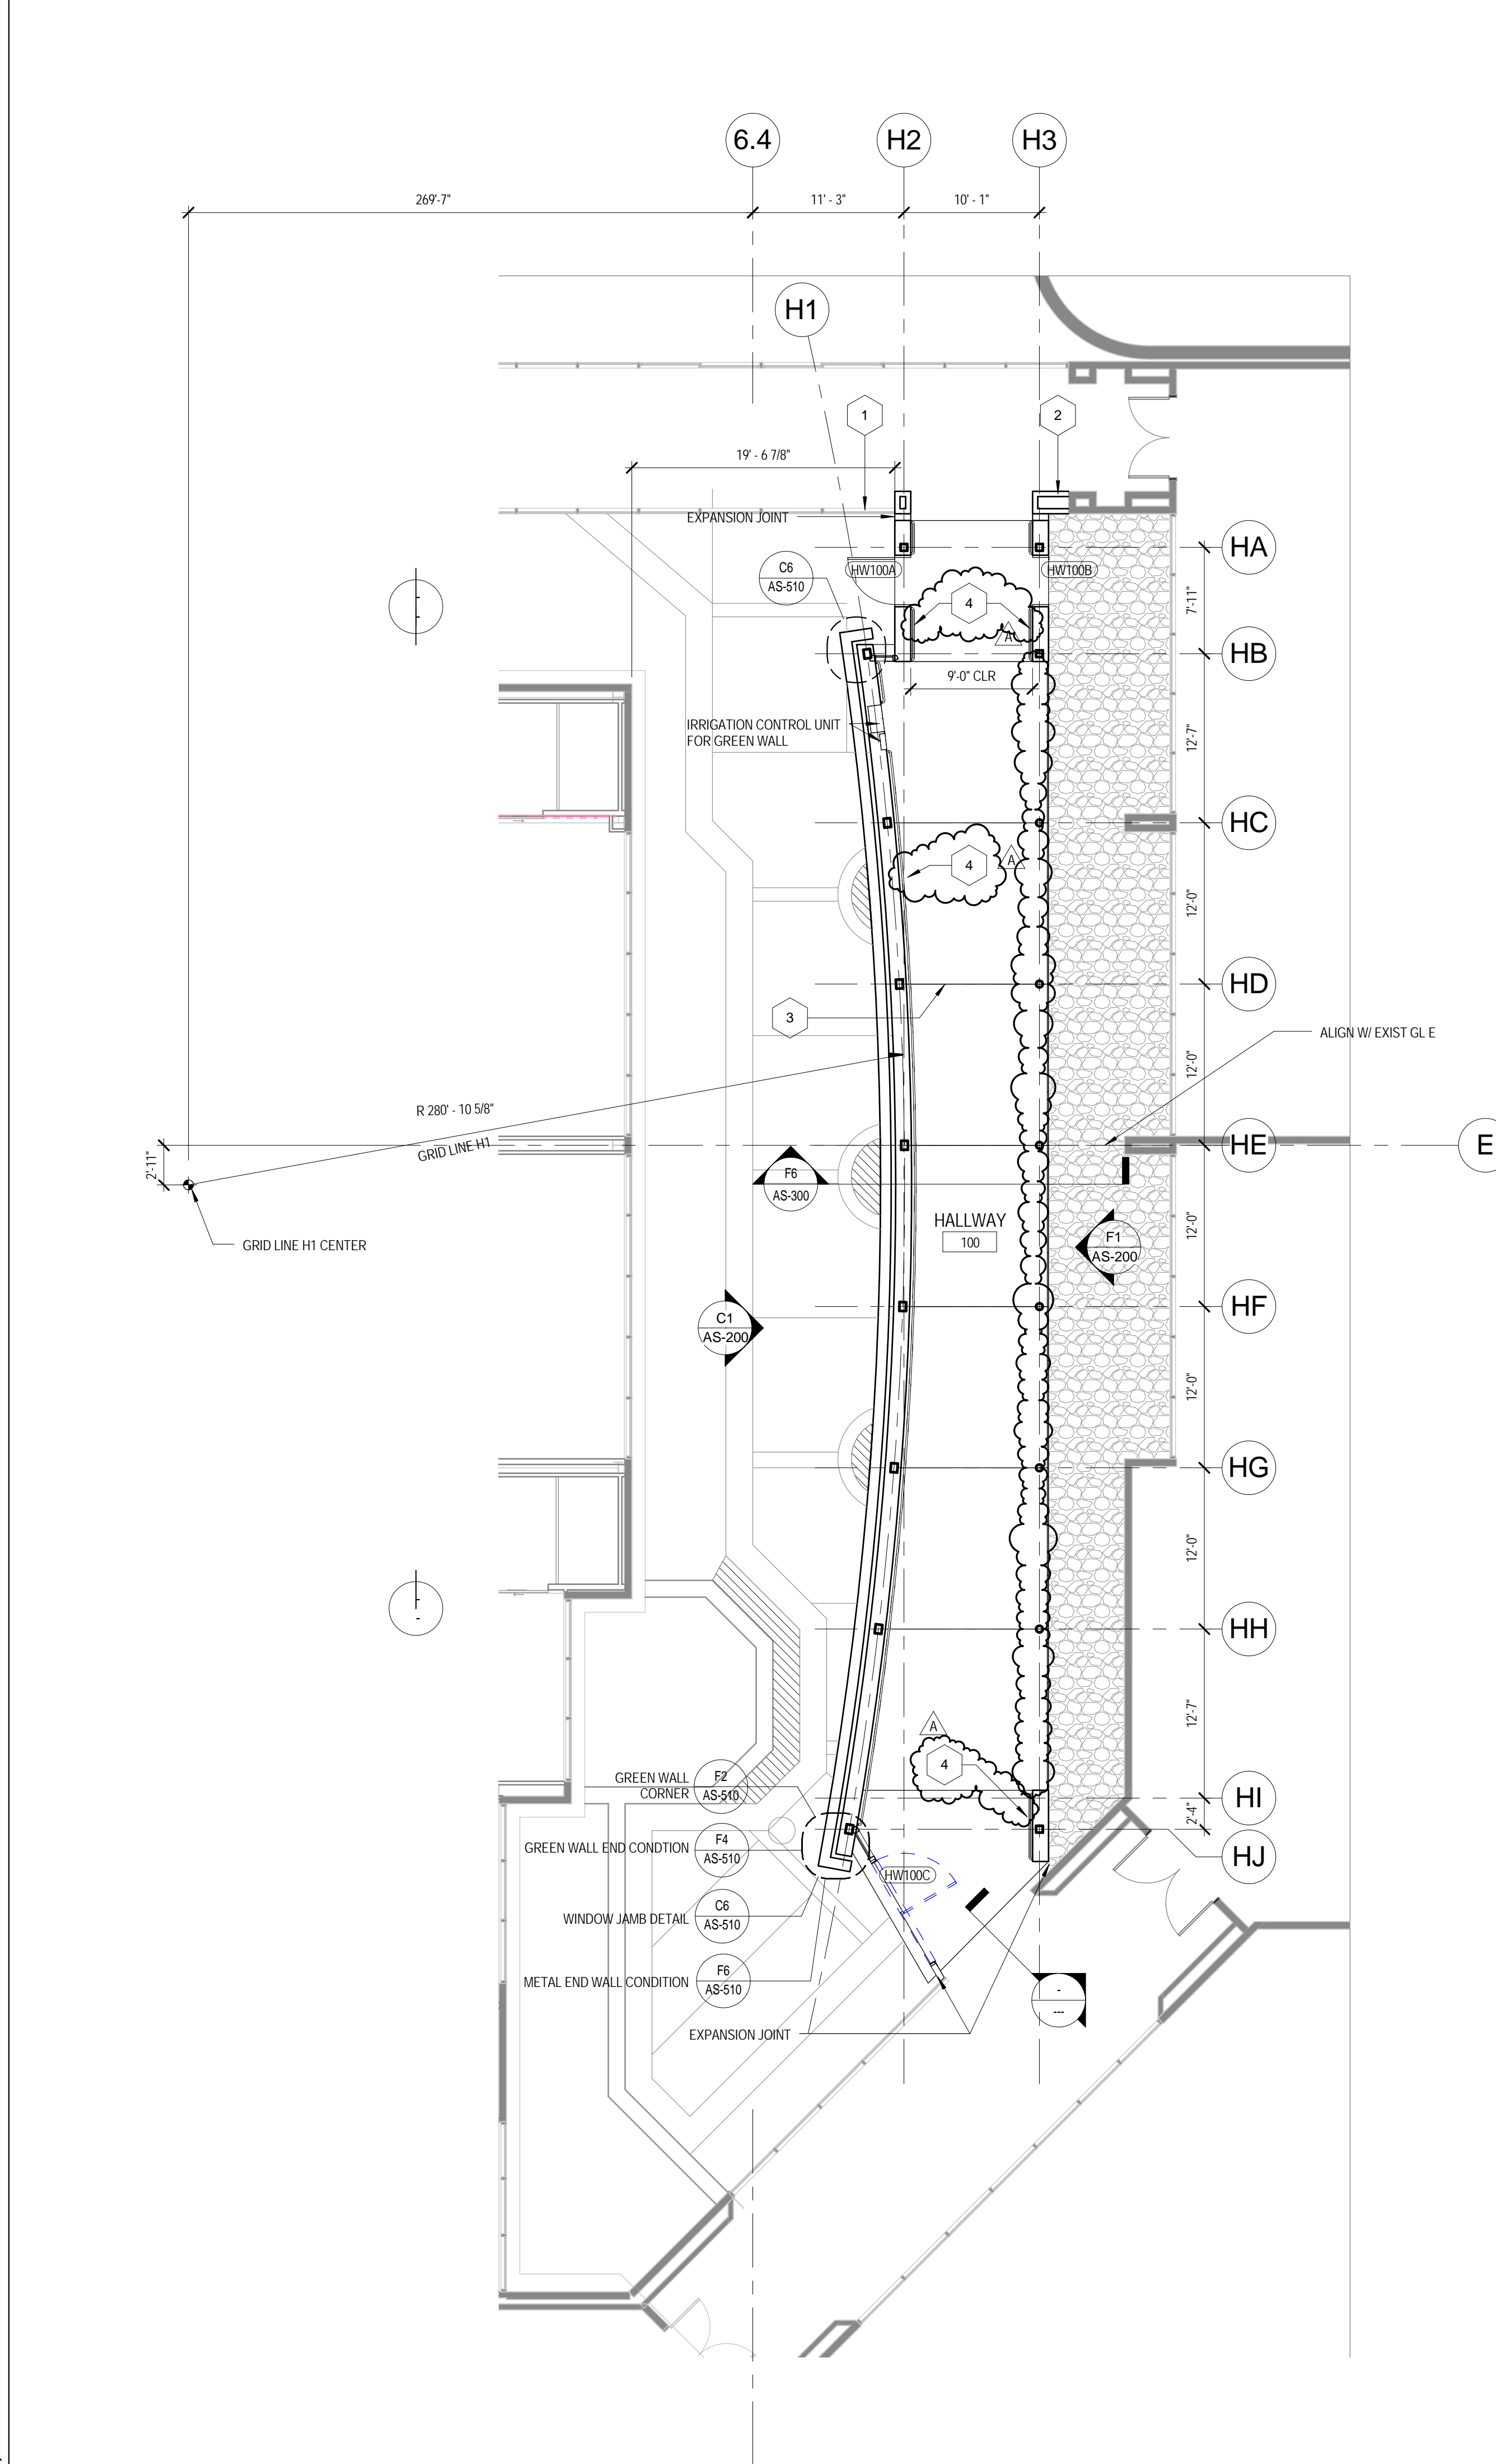 6.4
H2
H3
269'-7"
11' - 3"
10' - 1"
H1
1
2
19' - 6 7/8"
EXPANSION JOINT
HA
C6
AS-510
HW100A
HW100B
4
A
7'-11"
HB
9'-0" CLR
IRRIGATION CONTROL UNIT
FOR GREEN WALL
12'-7"
HC
4
A
12'-0"
HD
3
ALIGN W/ EXIST GL E
12'-0"
R 280' - 10 5/8"
GRID LINE H1
HE
E
2'-11"
F6
AS-300
GRID LINE H1 CENTER
HALLWAY
100
F1
AS-200
12'-0"
HF
C1
AS-200
12'-0"
HG
12'-0"
HH
12'-7"
A
4
GREEN WALL
CORNER
F2
AS-510
HI
2'-4"
GREEN WALL END CONDTION
F4
AS-510
HJ
HW100C
WINDOW JAMB DETAIL
C6
AS-510
METAL END WALL CONDITION
F6
AS-510
-
---
EXPANSION JOINT